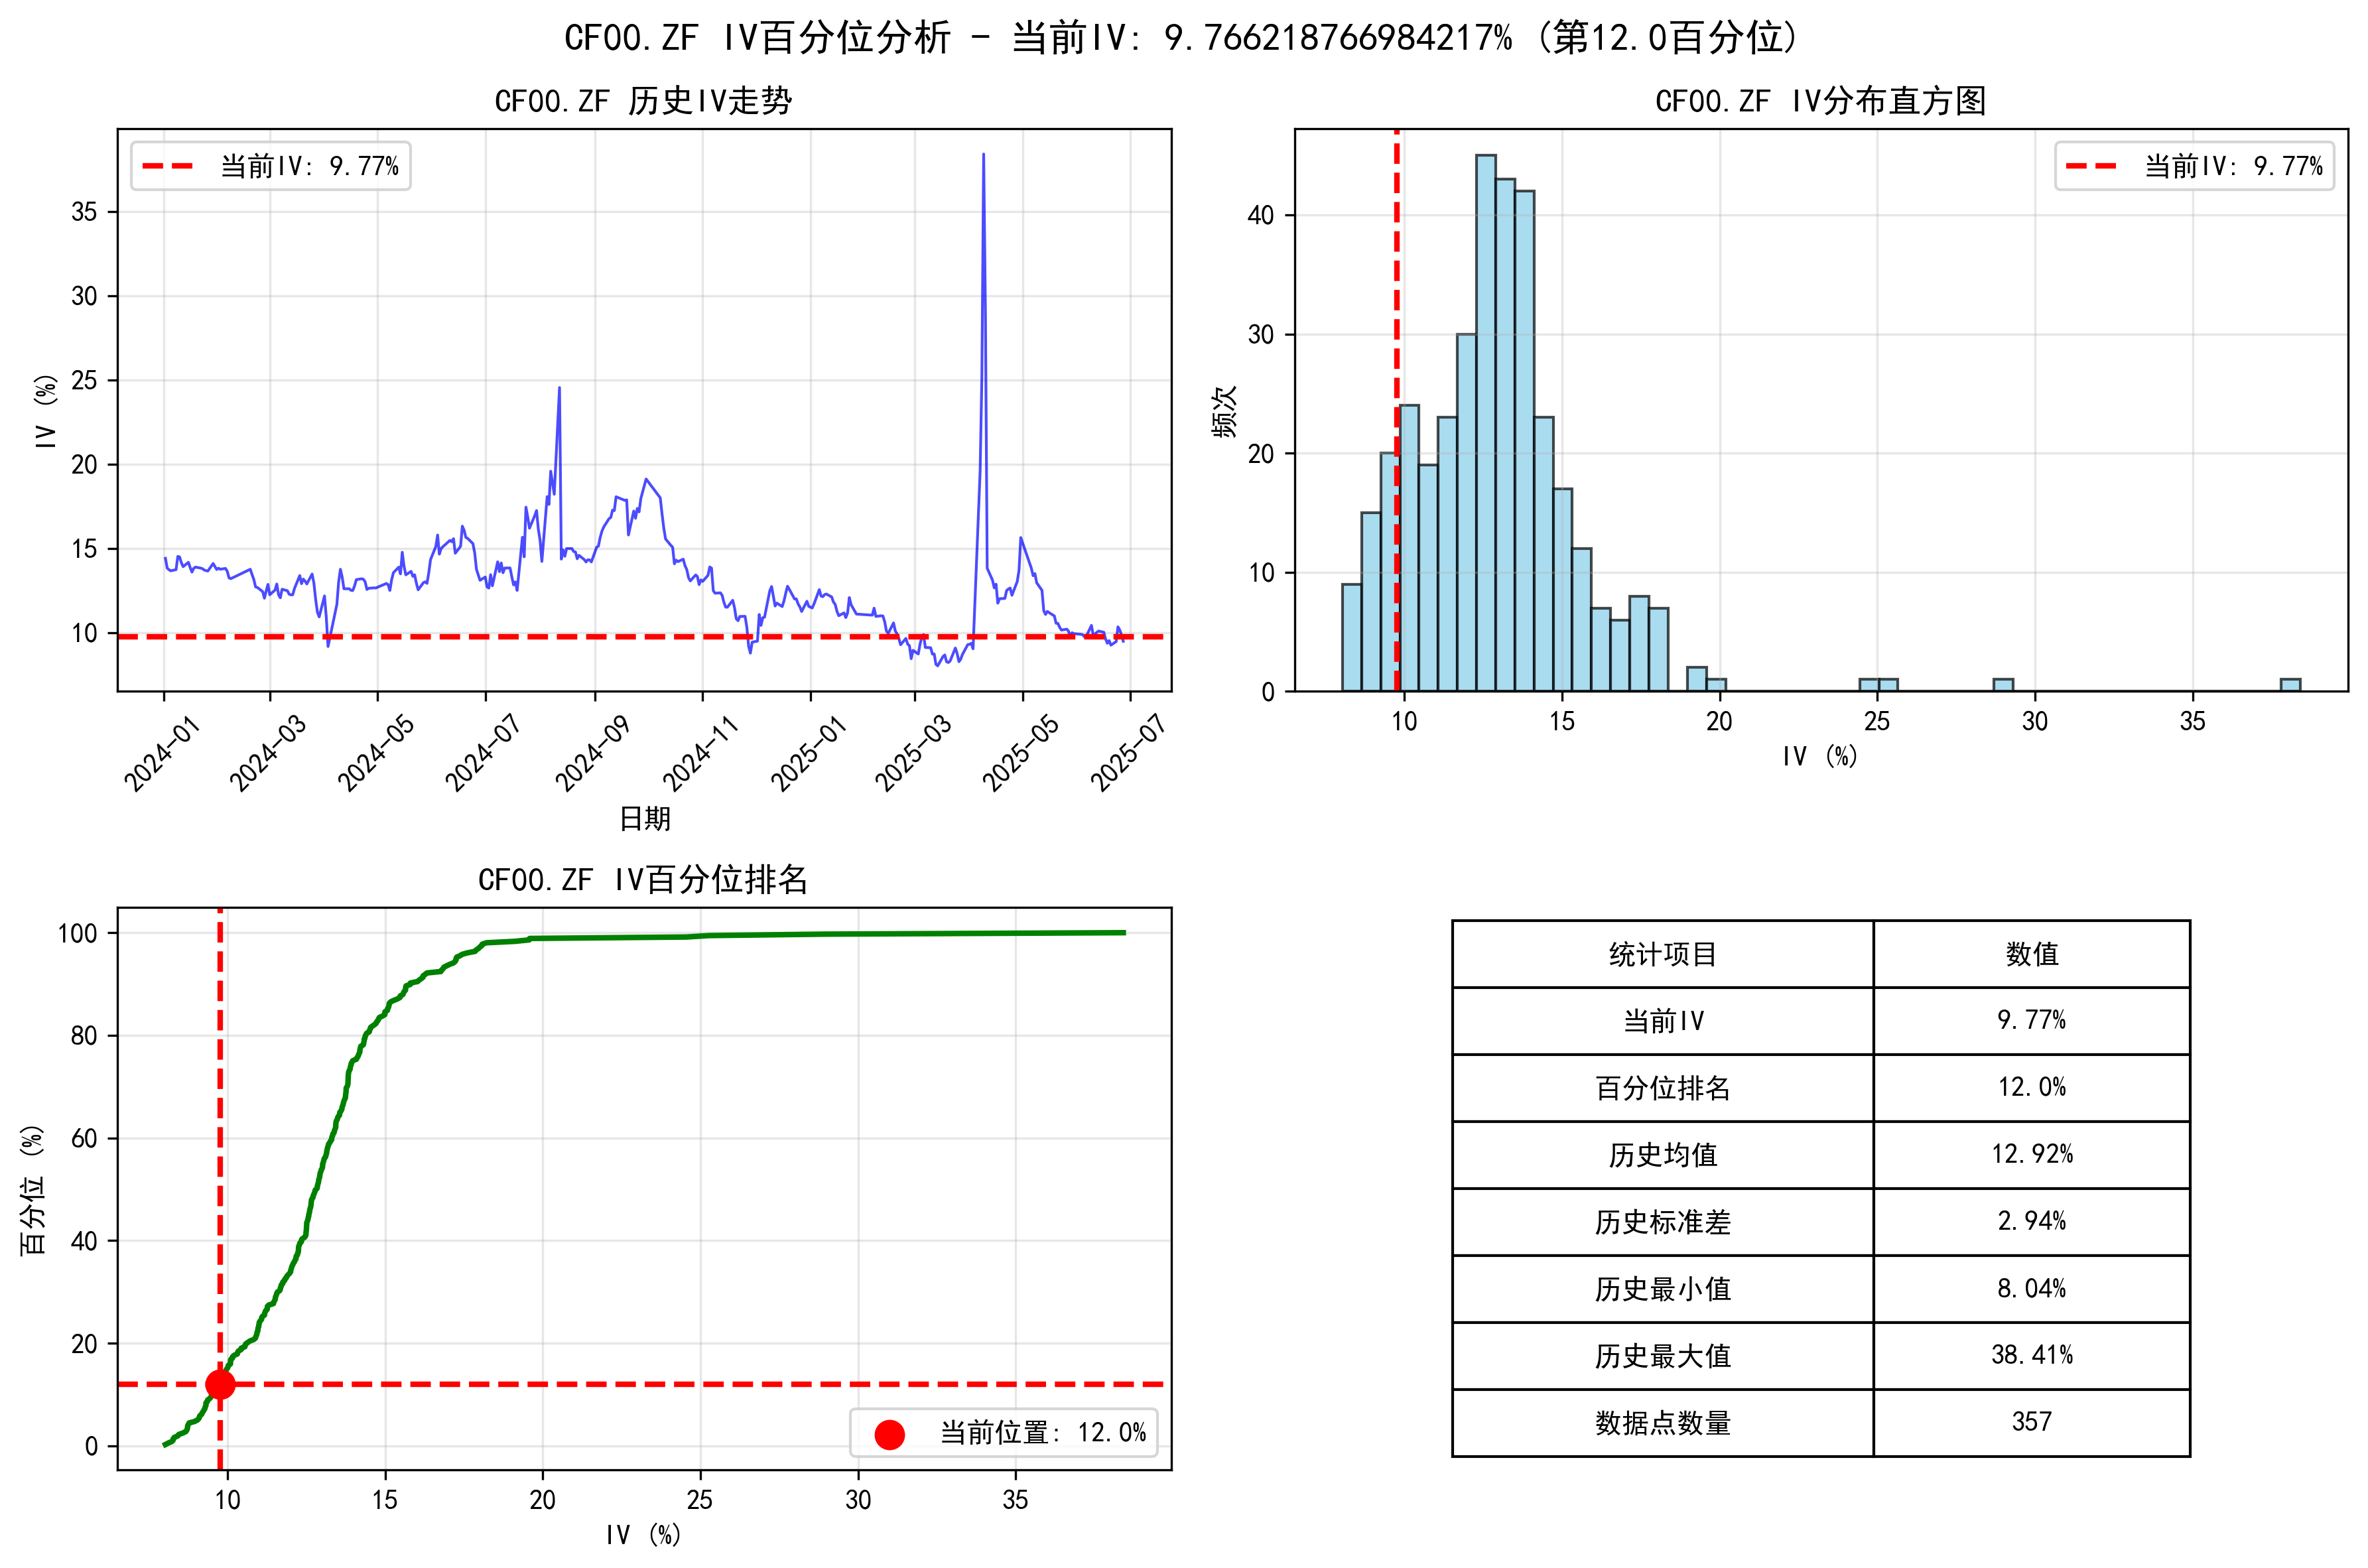 CF00.ZF IV百分位分析 - 当前IV: 9.766218766984217% (第12.0百分位)
CF00.ZF 历史IV走势
当前IV: 9.77%
IV (%)
35
30
25
20
15
10
2024-01
2024-03
2024-05
2024-07
2024-09
2024-11
2025-01
2025-03
2025-05
2025-07
日期
CF00.ZF IV分布直方图
当前IV: 9.77%
频次
40
30
20
10
0
10
15
20
25
30
35
IV (%)
CF00.ZF IV百分位排名
百分位 (%)
100
80
60
40
20
0
当前位置: 12.0%
10
15
20
25
30
35
IV (%)
统计项目 数值
当前IV 9.77%
百分位排名 12.0%
历史均值 12.92%
历史标准差 2.94%
历史最小值 8.04%
历史最大值 38.41%
数据点数量 357